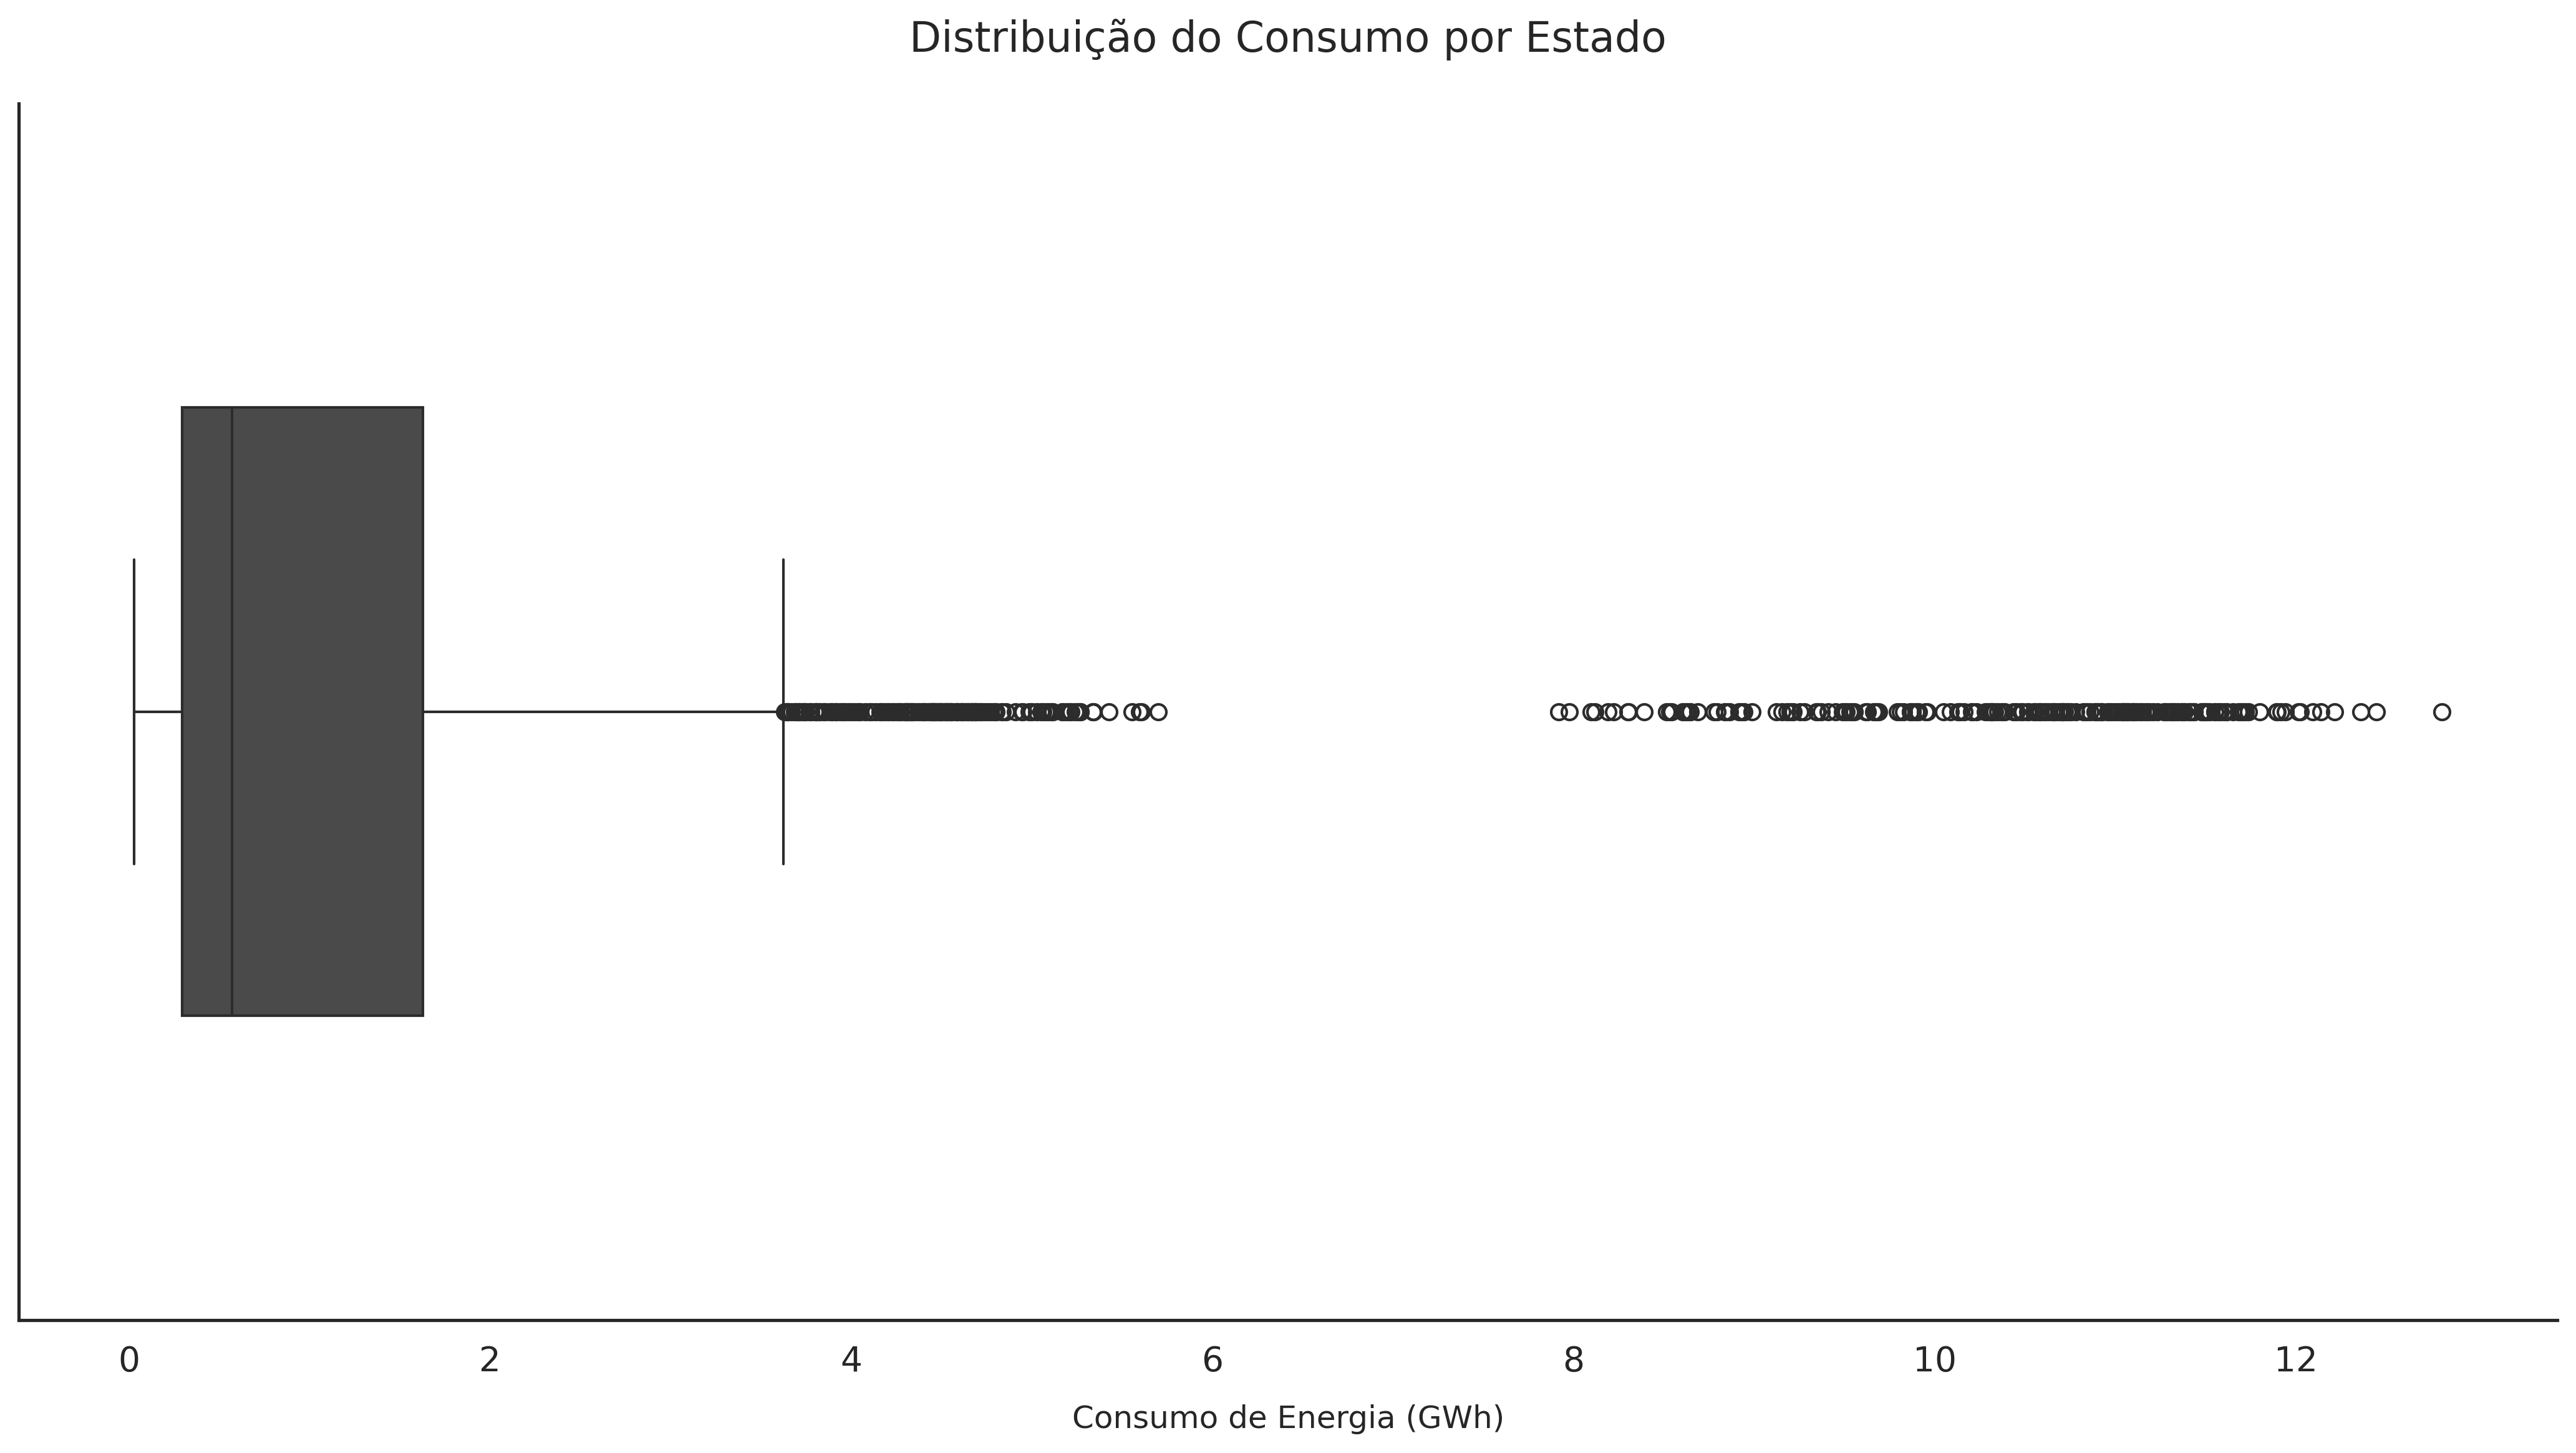 Distribuição do Consumo por Estado
0 2 4 6 8 10 12
Consumo de Energia (GWh)